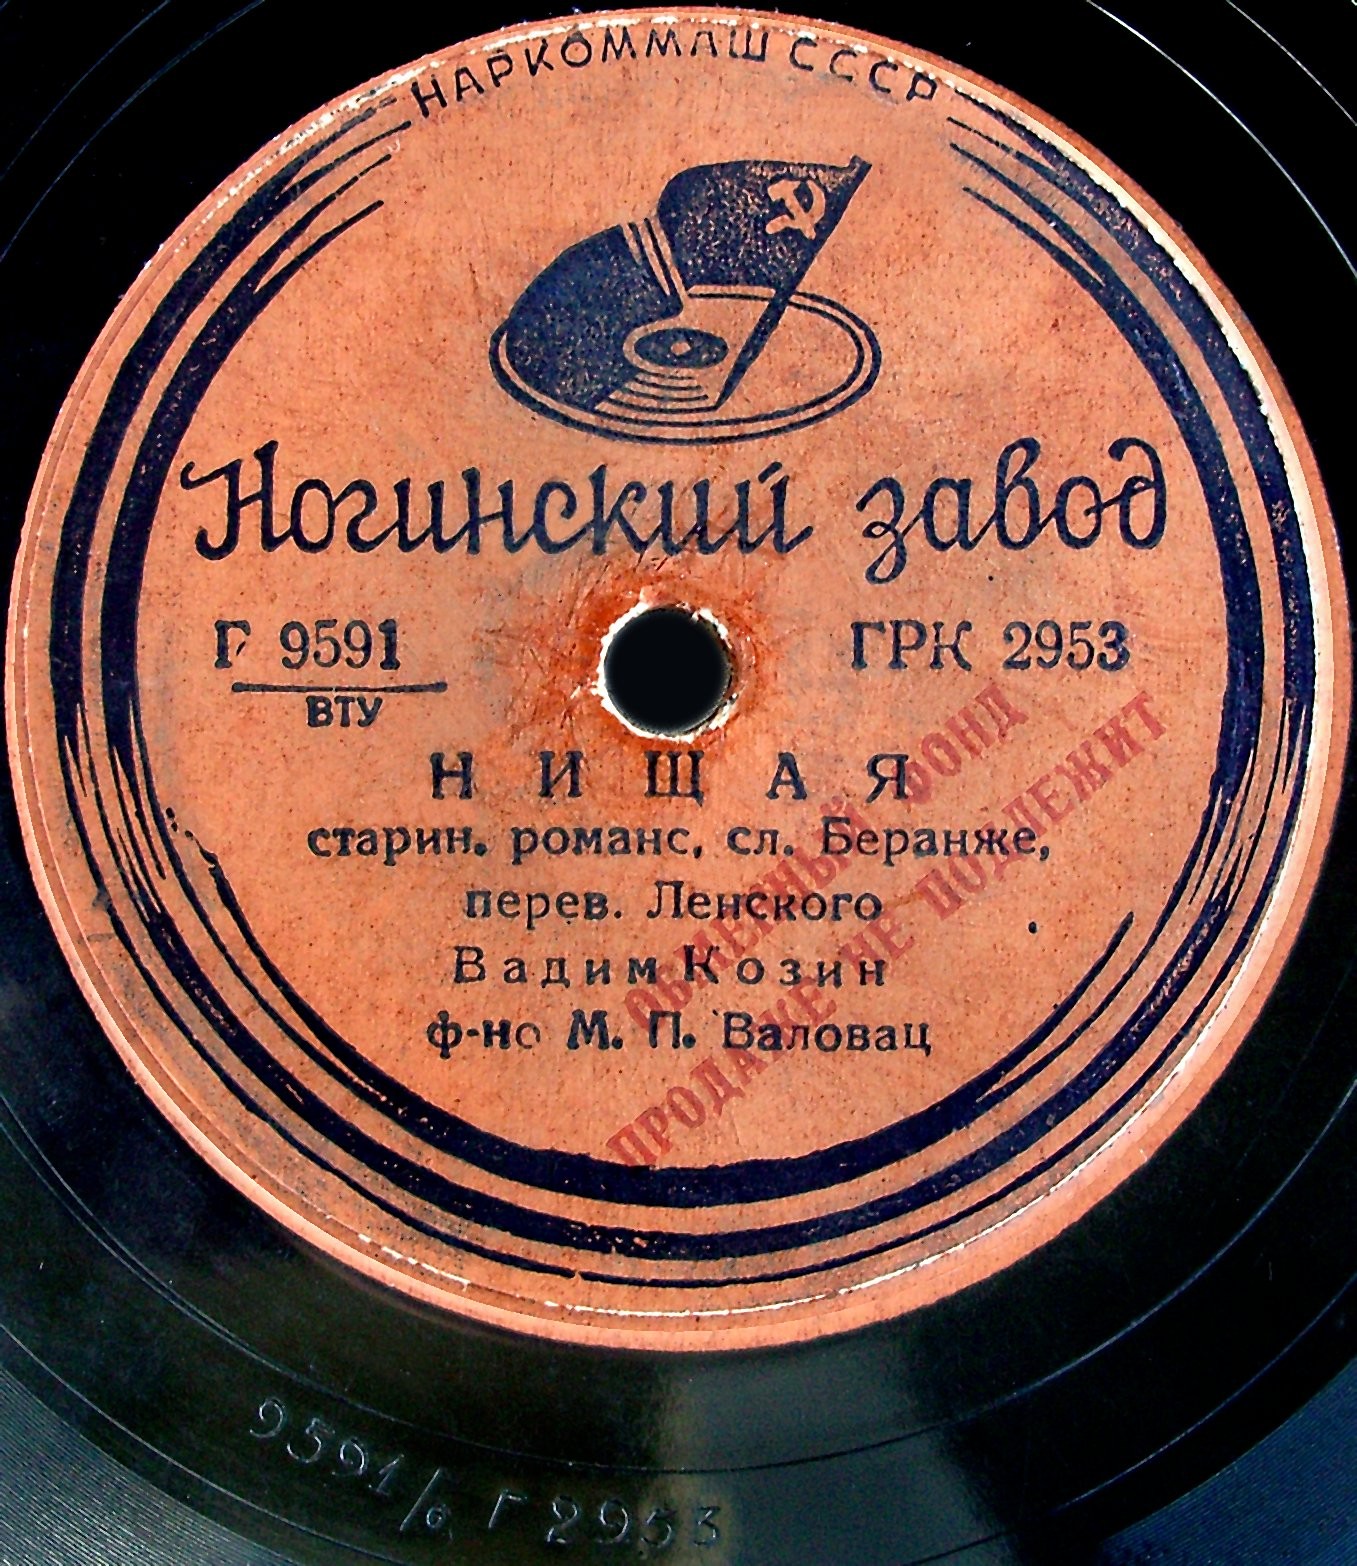 НАРКОММАШ СССР
Ногинский завод
Г 9591
ВТУ
ГРК 2953
НИЩАЯ
старин. романс, сл. Беранже,
перев. Ленского
Вадим Козин
ф-но М. П. Валовац
ОБМЕННЫЙ ФОНД
ПРОДАЖЕ НЕ ПОДЛЕЖИТ
9591/6 Г 2953